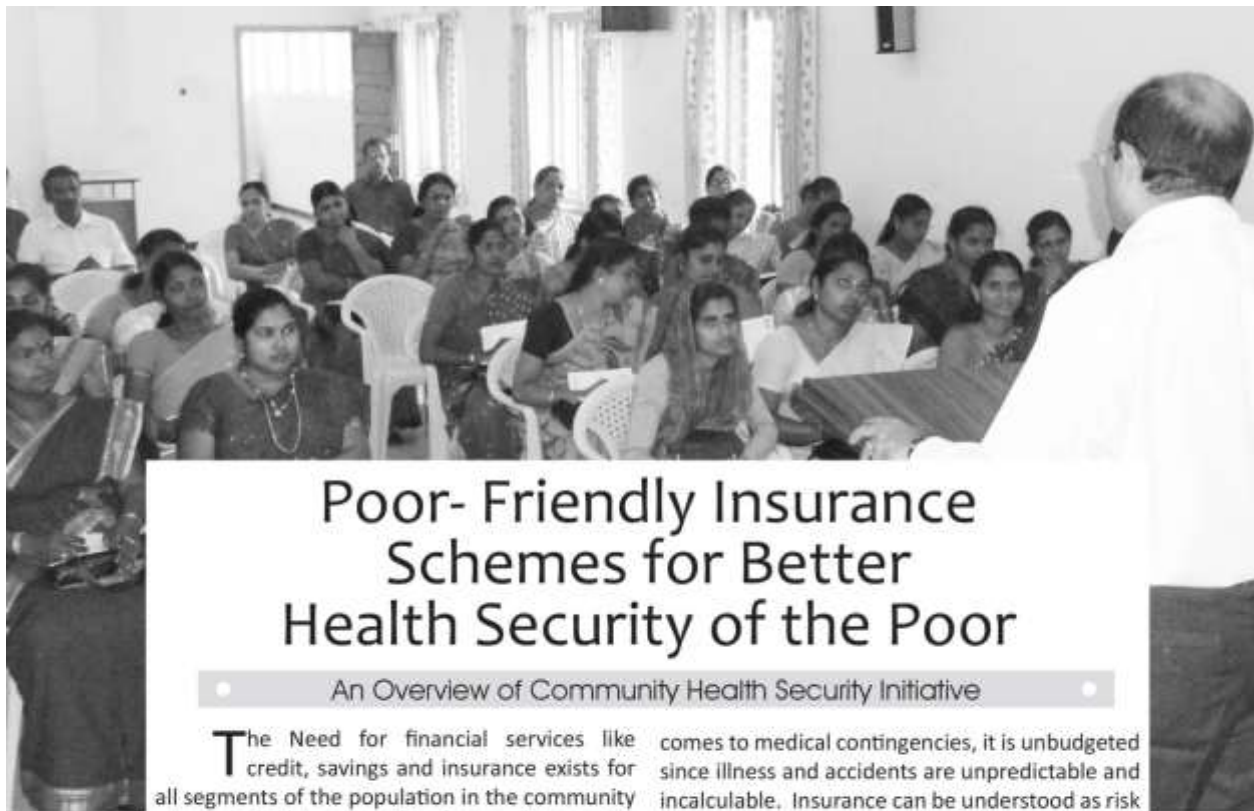 Poor- Friendly Insurance
Schemes for Better
Health Security of the Poor
An Overview of Community Health Security Initiative
The Need for financial services like
credit, savings and insurance exists for
all segments of the population in the community
comes to medical contingencies, it is unbudgeted
since illness and accidents are unpredictable and
incalculable. Insurance can be understood as risk